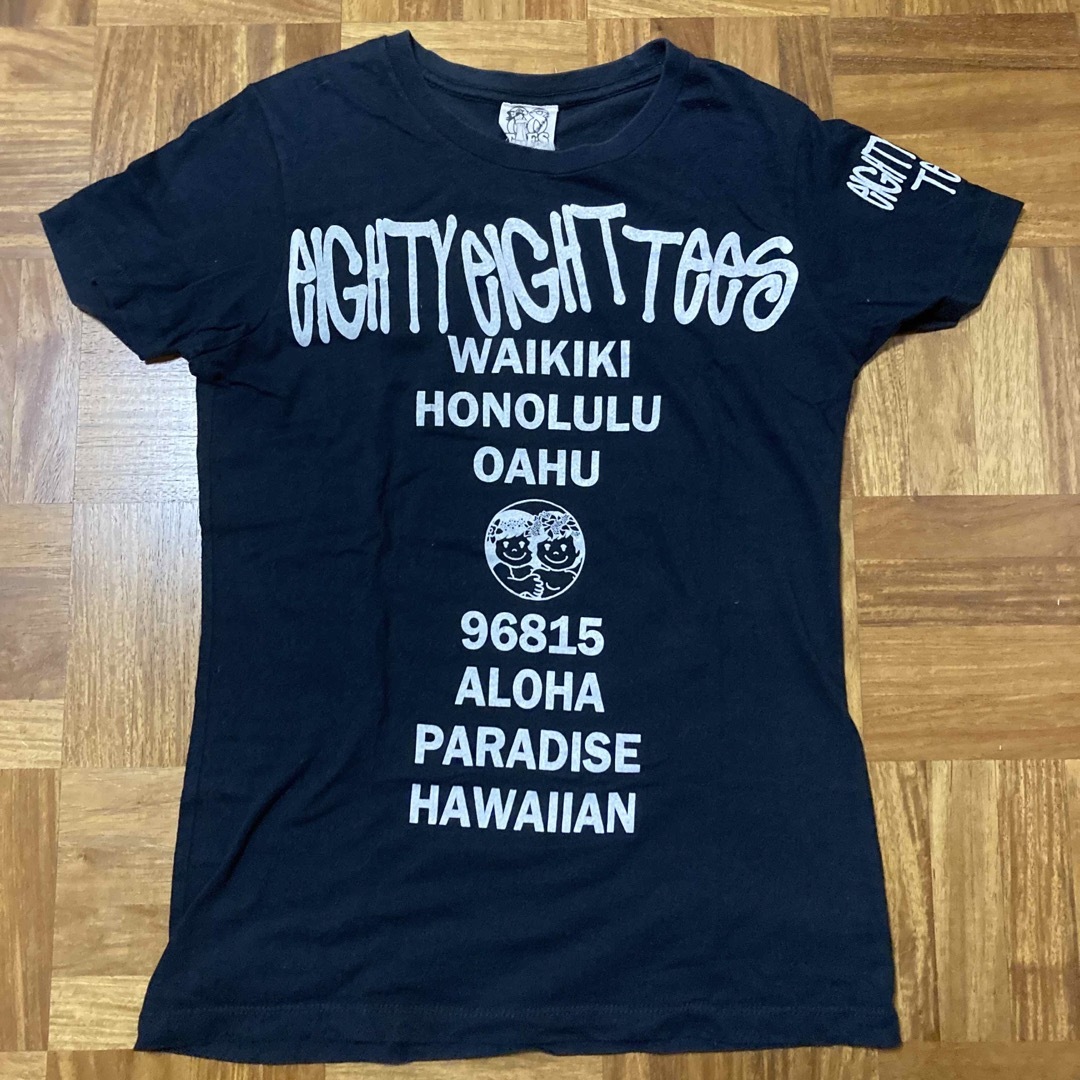 eIGHTY eIGHT Tees
WAIKIKI
HONOLULU
OAHU
96815
ALOHA
PARADISE
HAWAIIAN